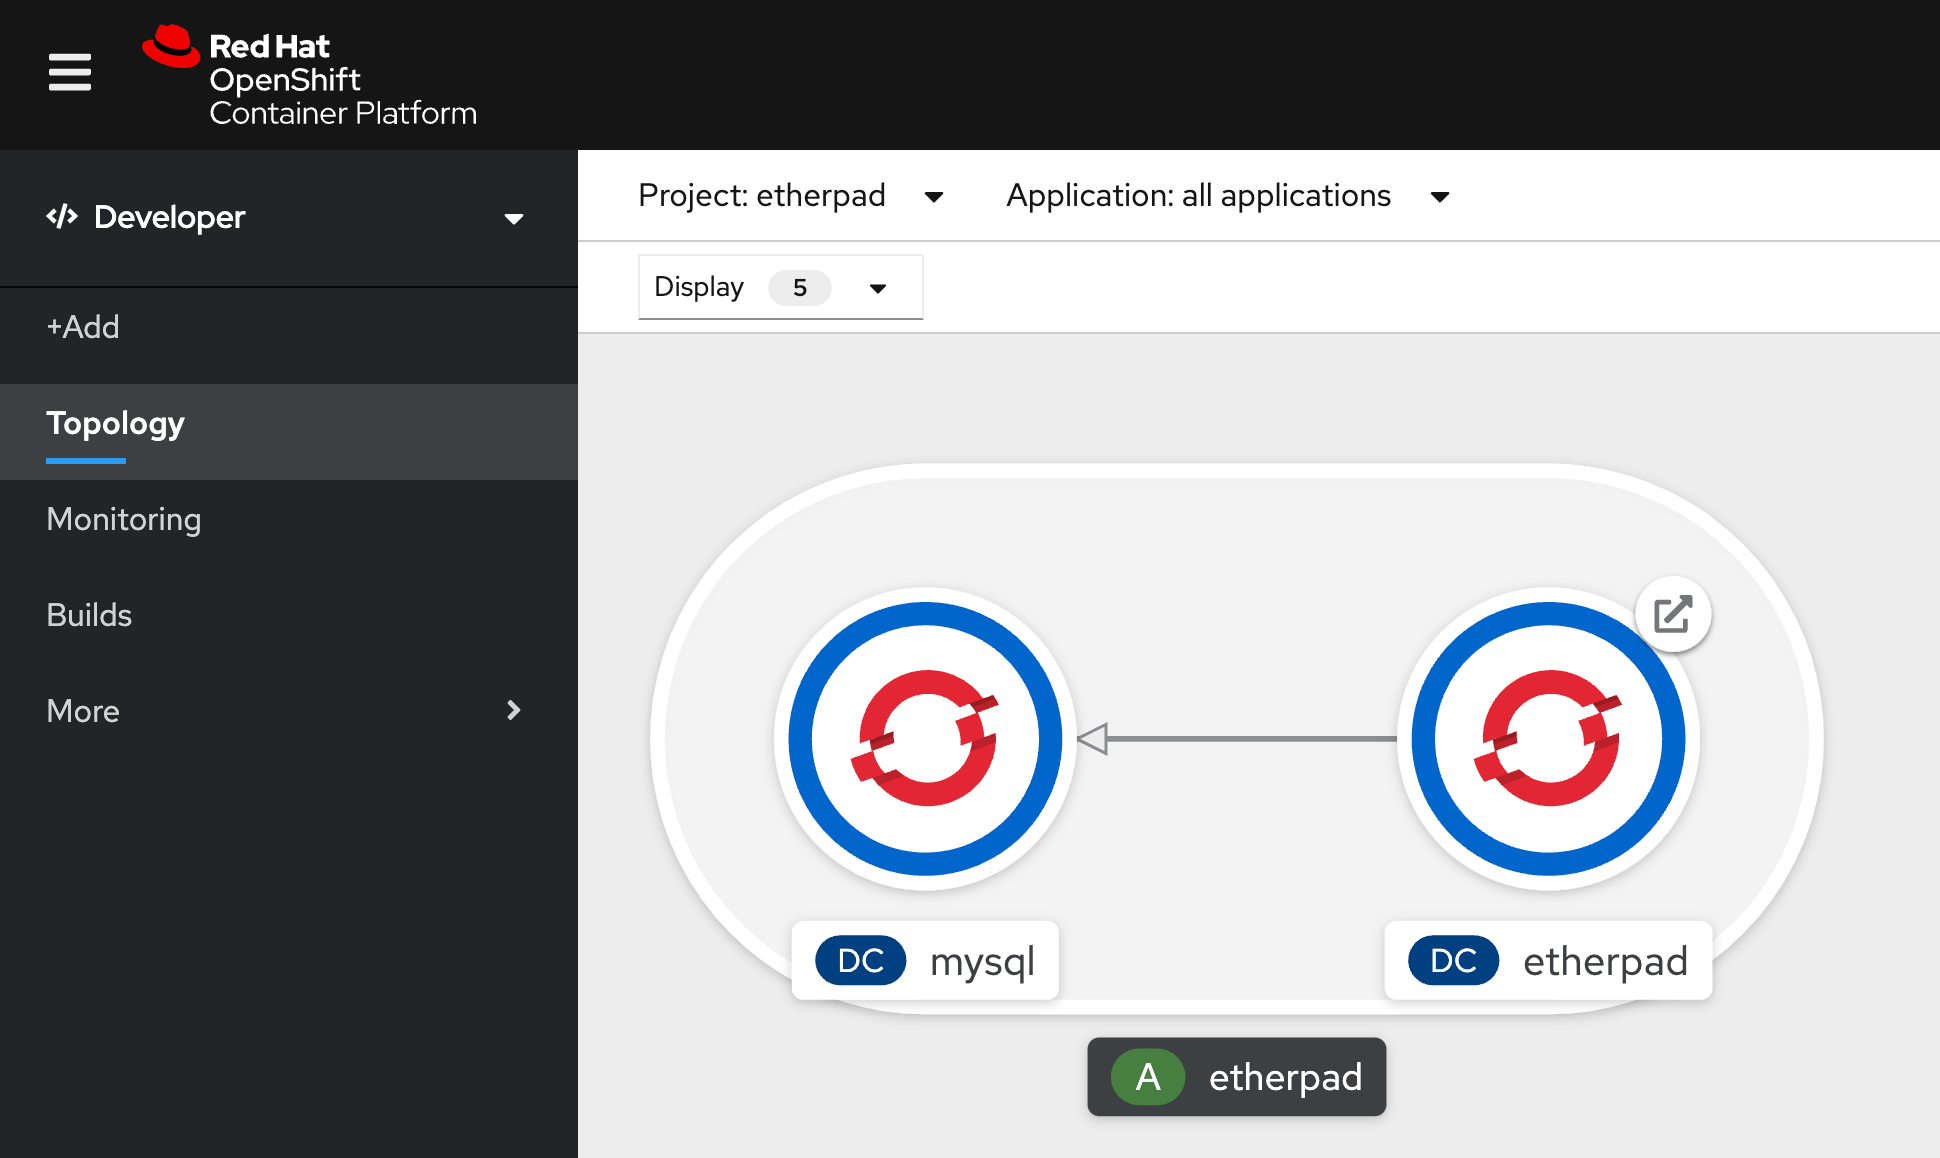 Red Hat
OpenShift
Container Platform
Developer
+Add
Topology
Monitoring
Builds
More
Project: etherpad
Application: all applications
Display 5
DC mysql
DC etherpad
A etherpad